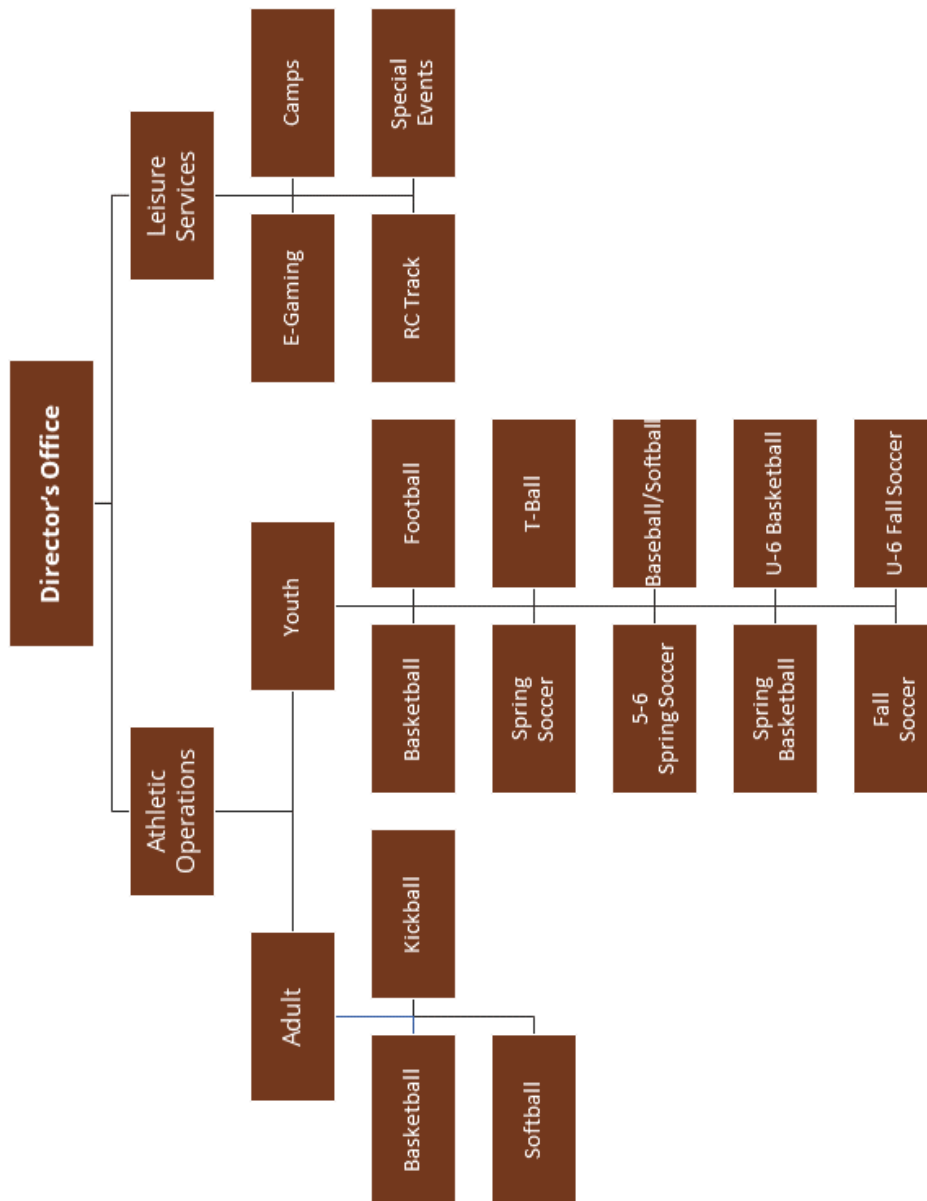 Director's Office
Athletic
Operations
Leisure
Services
Adult
Youth
E-Gaming
Camps
Basketball
Kickball
Basketball
Football
RC Track
Special
Events
Softball
Spring
Soccer
T-Ball
5-6
Spring Soccer
Baseball/Softball
Spring
Basketball
U-6 Basketball
Fall
Soccer
U-6 Fall Soccer